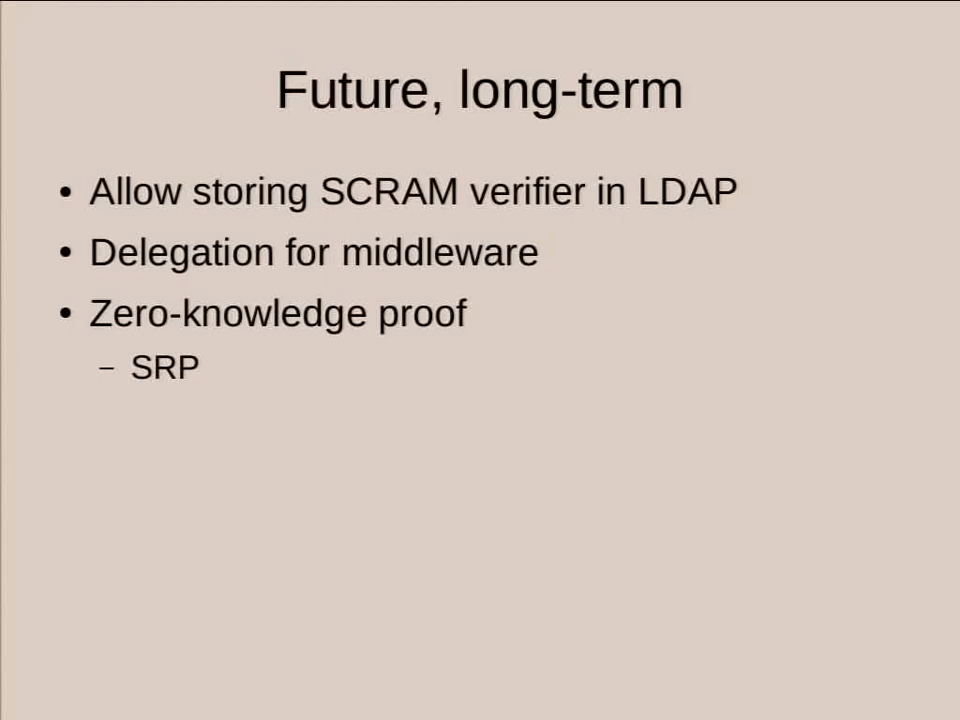 Future, long-term
• Allow storing SCRAM verifier in LDAP
• Delegation for middleware
• Zero-knowledge proof
– SRP